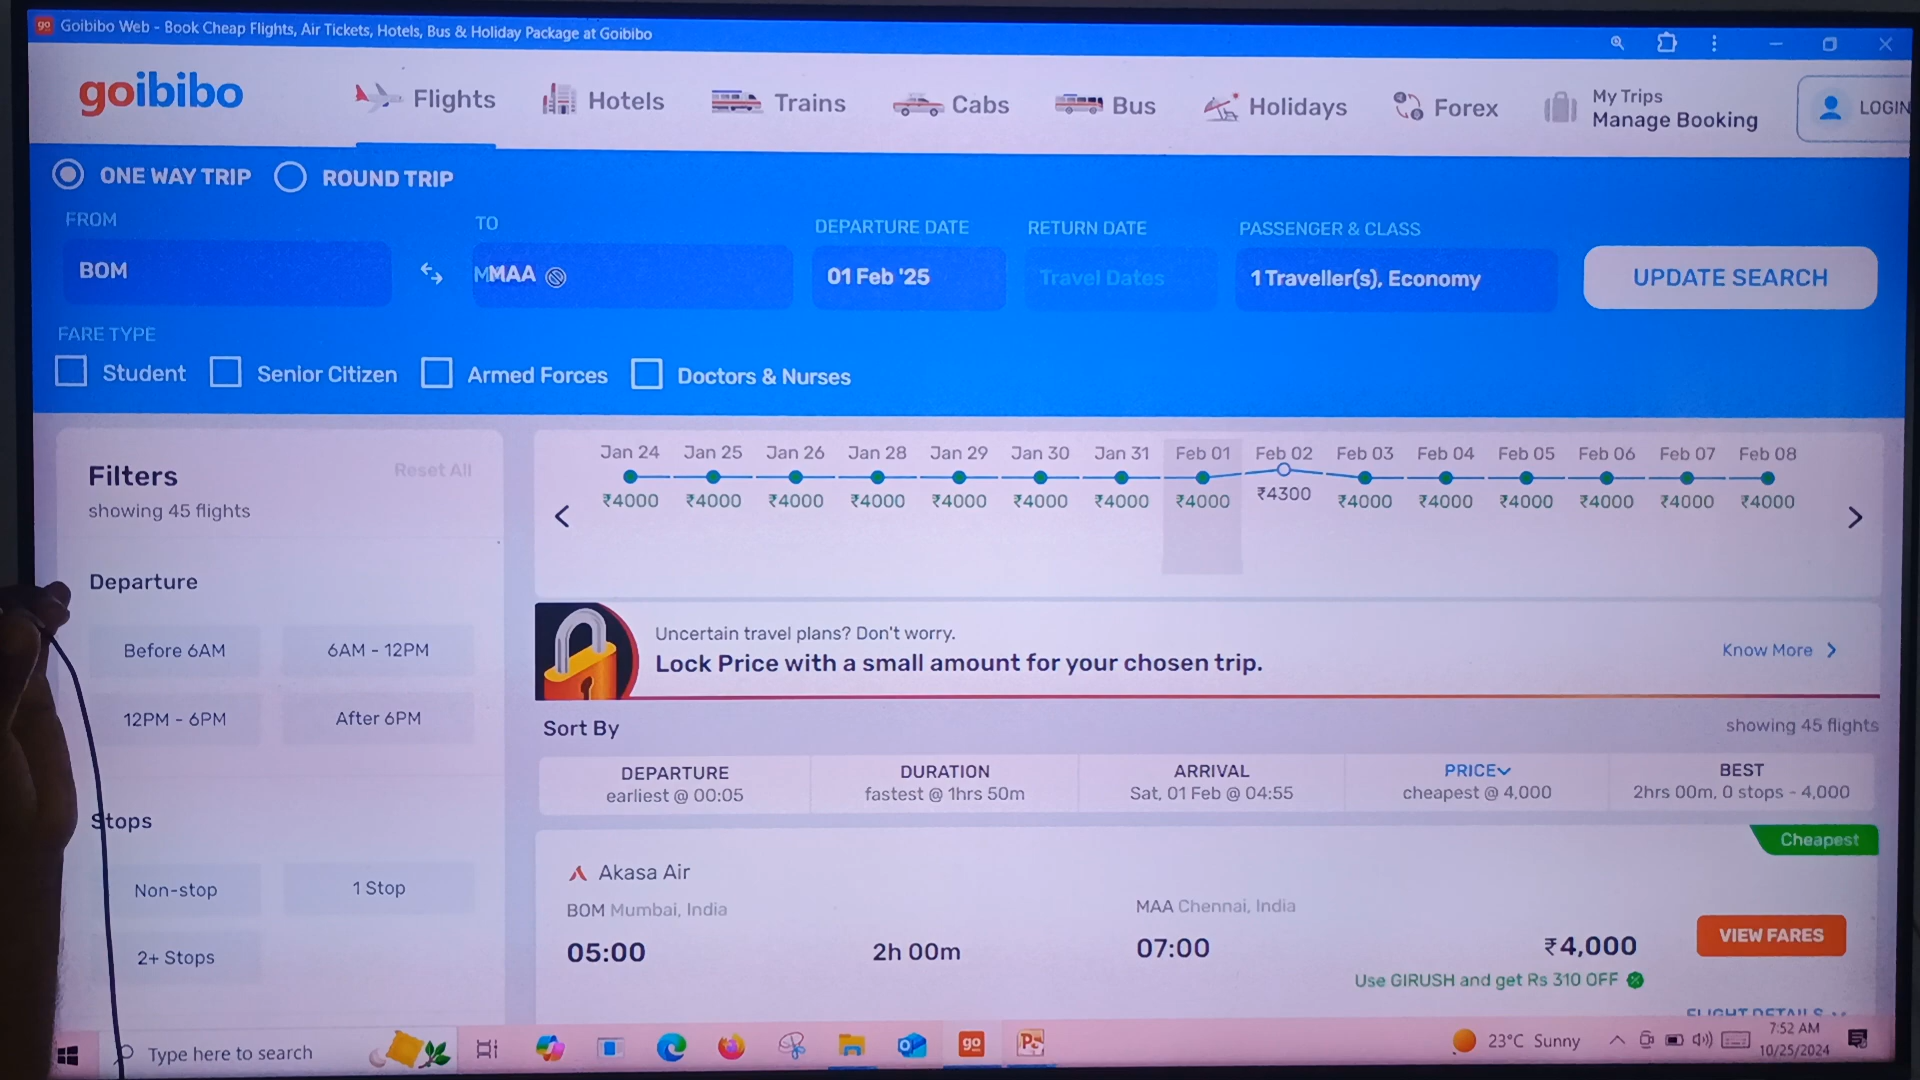 Goibibo Web - Book Cheap Flights, Air Tickets, Hotels, Bus & Holiday Package at Goibibo
goibibo
Flights
Hotels
Trains
Cabs
Bus
Holidays
Forex
My Trips
Manage Booking
LOGIN
ONE WAY TRIP
ROUND TRIP
FROM
TO
DEPARTURE DATE
RETURN DATE
PASSENGER & CLASS
BOM
MMAA
01 Feb '25
Travel Dates
1 Traveller(s), Economy
UPDATE SEARCH
FARE TYPE
Student
Senior Citizen
Armed Forces
Doctors & Nurses
Filters
Reset All
showing 45 flights
Departure
Before 6AM
6AM - 12PM
12PM - 6PM
After 6PM
Stops
Non-stop
1 Stop
2+ Stops
Jan 24 Jan 25 Jan 26 Jan 28 Jan 29 Jan 30 Jan 31 Feb 01 Feb 02 Feb 03 Feb 04 Feb 05 Feb 06 Feb 07 Feb 08
₹4000 ₹4000 ₹4000 ₹4000 ₹4000 ₹4000 ₹4000 ₹4000 ₹4300 ₹4000 ₹4000 ₹4000 ₹4000 ₹4000 ₹4000
Uncertain travel plans? Don't worry.
Lock Price with a small amount for your chosen trip.
Know More
Sort By
showing 45 flights
DEPARTURE
earliest @ 00:05
DURATION
fastest @ 1hrs 50m
ARRIVAL
Sat, 01 Feb @ 04:55
PRICE
cheapest @ 4,000
BEST
2hrs 00m, 0 stops - 4,000
Cheapest
Akasa Air
BOM Mumbai, India
MAA Chennai, India
05:00
2h 00m
07:00
₹4,000
VIEW FARES
Use GIRUSH and get Rs 310 OFF
FLIGHT DETAILS
Type here to search
go
23°C Sunny
7:52 AM
10/25/2024